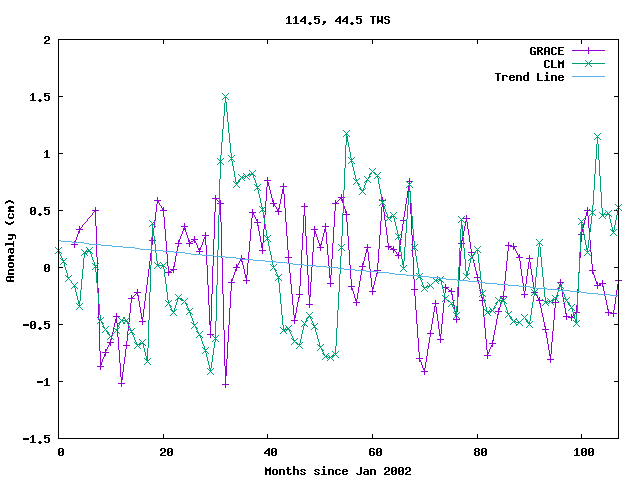 114.5, 44.5 TWS
GRACE
CLM
Trend Line
Anomaly (cm)
2
1.5
1
0.5
0
-0.5
-1
-1.5
0 20 40 60 80 100
Months since Jan 2002